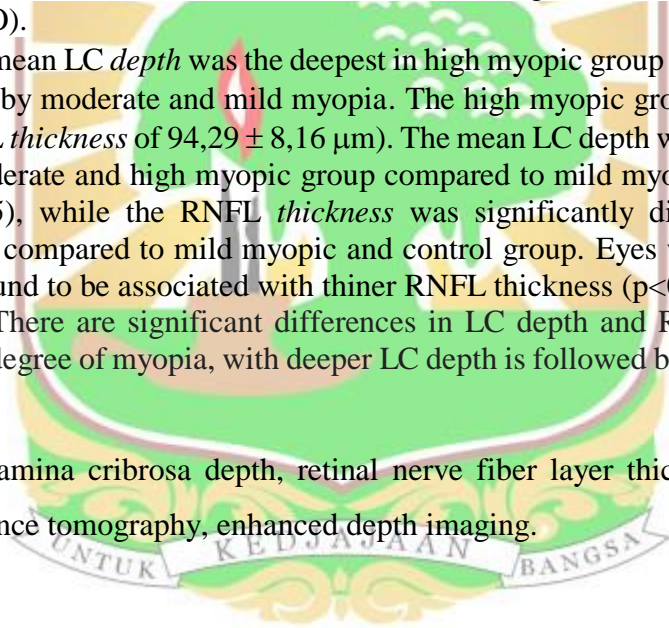 D).
mean LC depth was the deepest in high myopic group
by moderate and mild myopia. The high myopic gro
L thickness of 94,29 ± 8,16 µm). The mean LC depth w
derate and high myopic group compared to mild myo
5), while the RNFL thickness was significantly di
compared to mild myopic and control group. Eyes
und to be associated with thiner RNFL thickness (p<0
There are significant differences in LC depth and R
degree of myopia, with deeper LC depth is followed b
amina cribrosa depth, retinal nerve fiber layer thic
nce tomography, enhanced depth imaging.
UNTUK KEDJAJAAN BANGSA